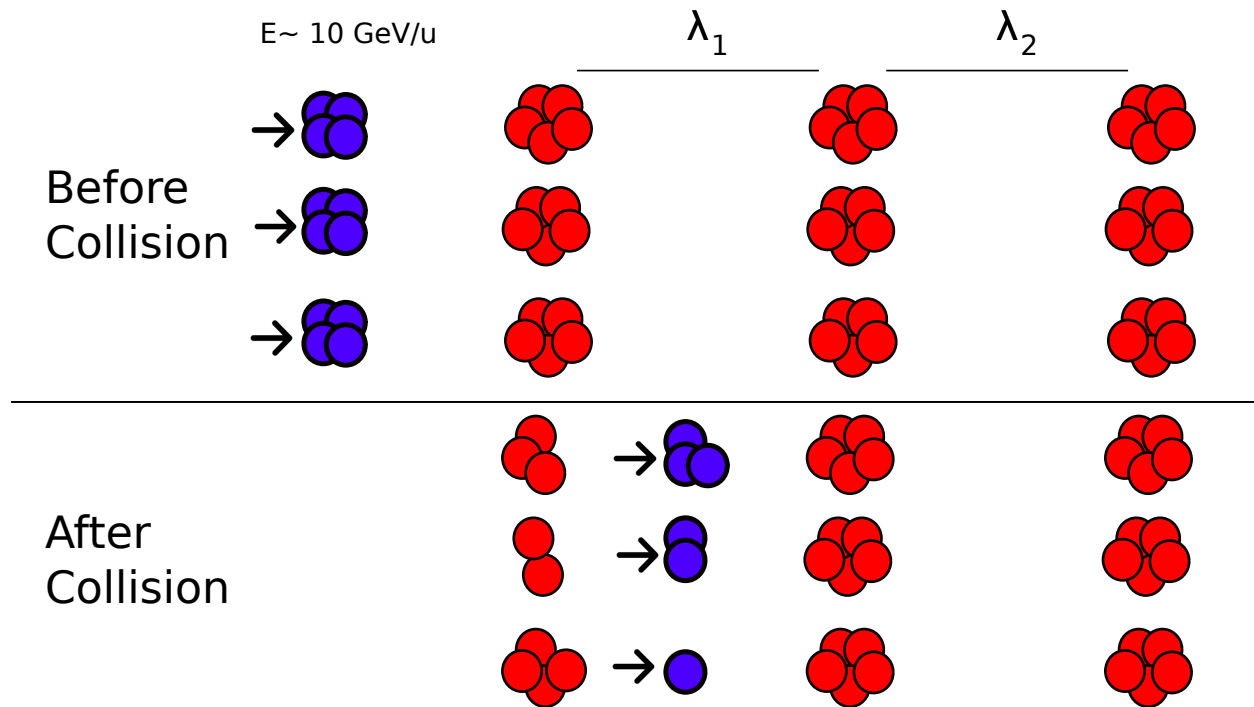 E~ 10 GeV/u
λ₁
λ₂
Before
Collision
After
Collision